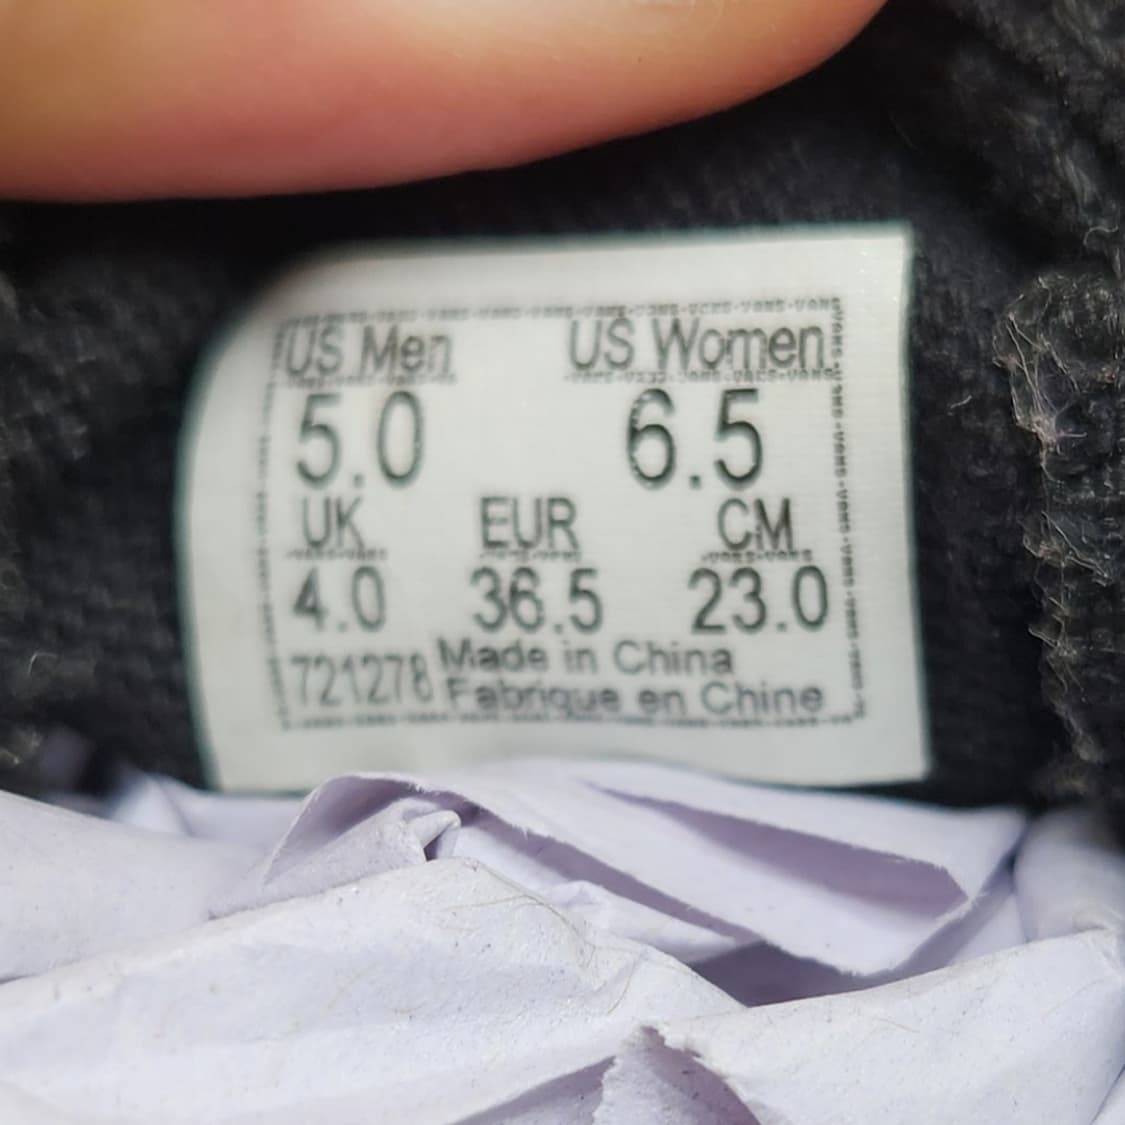 US Men US Women
5.0 6.5
UK EUR CM
4.0 36.5 23.0
721278 Made in China
Fabrique en Chine